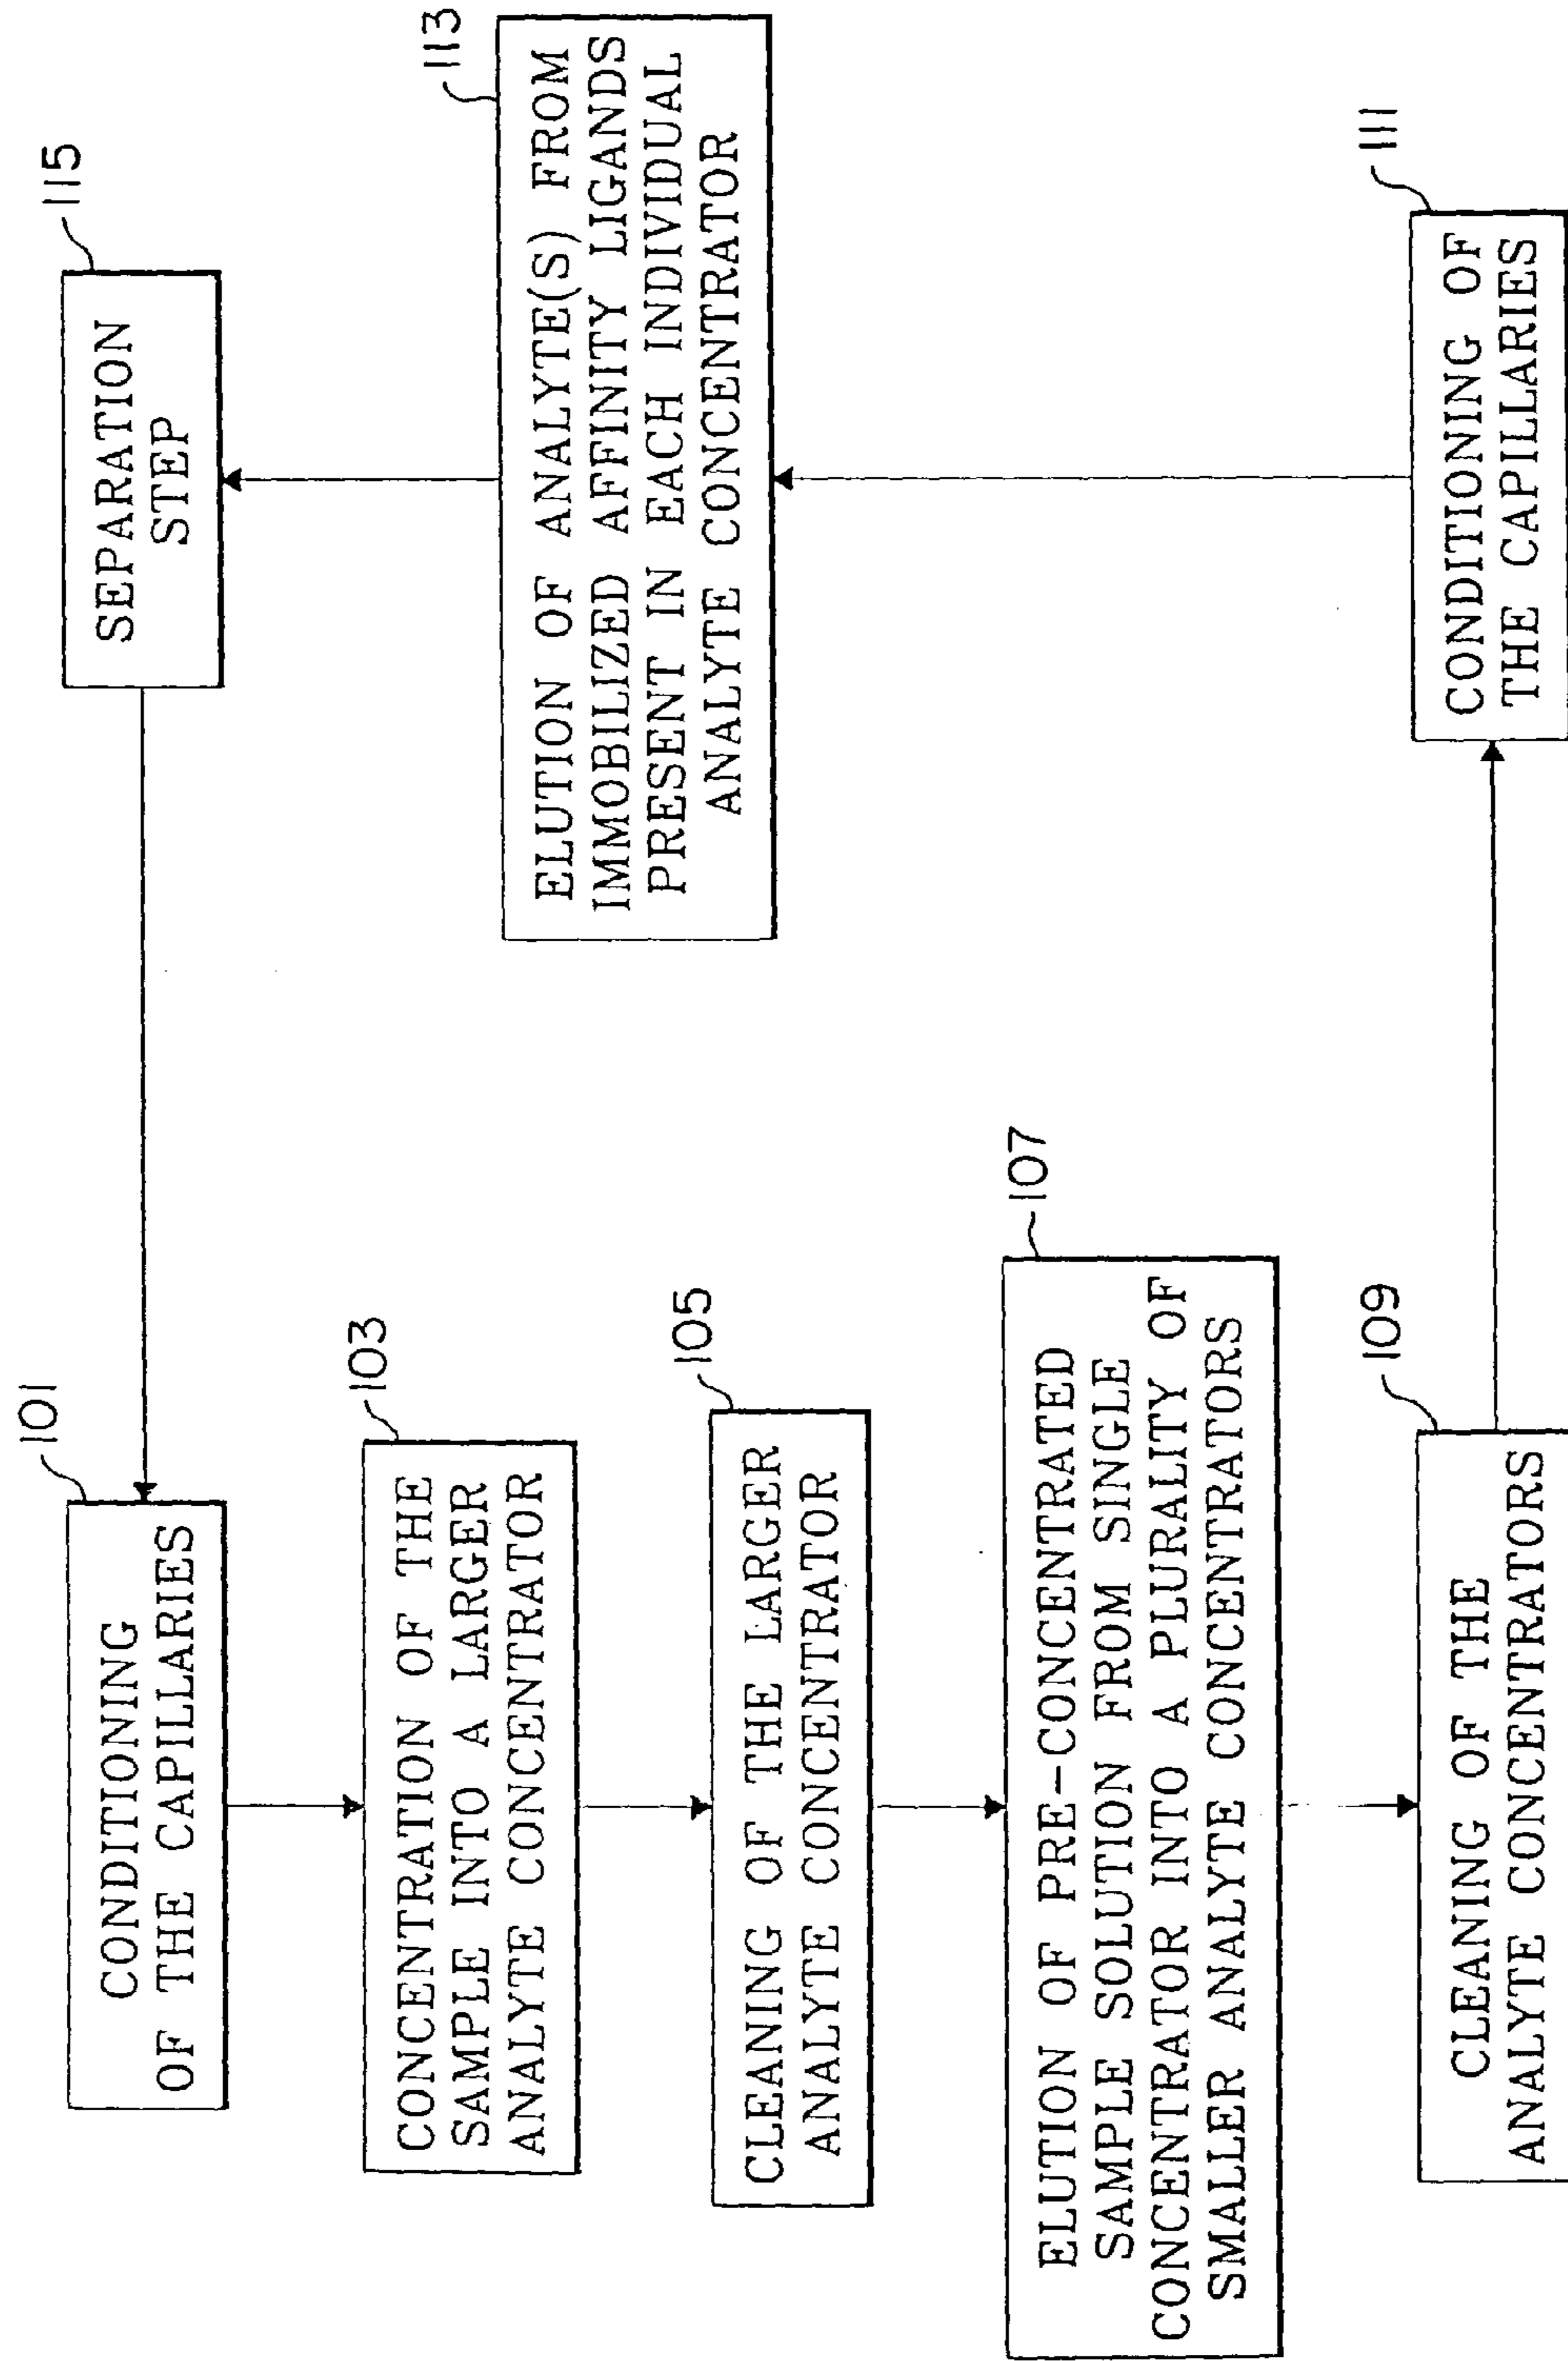 101
CONDITIONING
OF THE CAPILLARIES
103
CONCENTRATION OF THE
SAMPLE INTO A LARGER
ANALYTE CONCENTRATOR
105
CLEANING OF THE LARGER
ANALYTE CONCENTRATOR
107
ELUTION OF PRE-CONCENTRATED
SAMPLE SOLUTION FROM SINGLE
CONCENTRATOR INTO A PLURALITY OF
SMALLER ANALYTE CONCENTRATORS
109
CLEANING OF THE
ANALYTE CONCENTRATORS
111
CONDITIONING OF
THE CAPILLARIES
113
ELUTION OF ANALYTE(S) FROM
IMMOBILIZED AFFINITY LIGANDS
PRESENT IN EACH INDIVIDUAL
ANALYTE CONCENTRATOR
115
SEPARATION
STEP